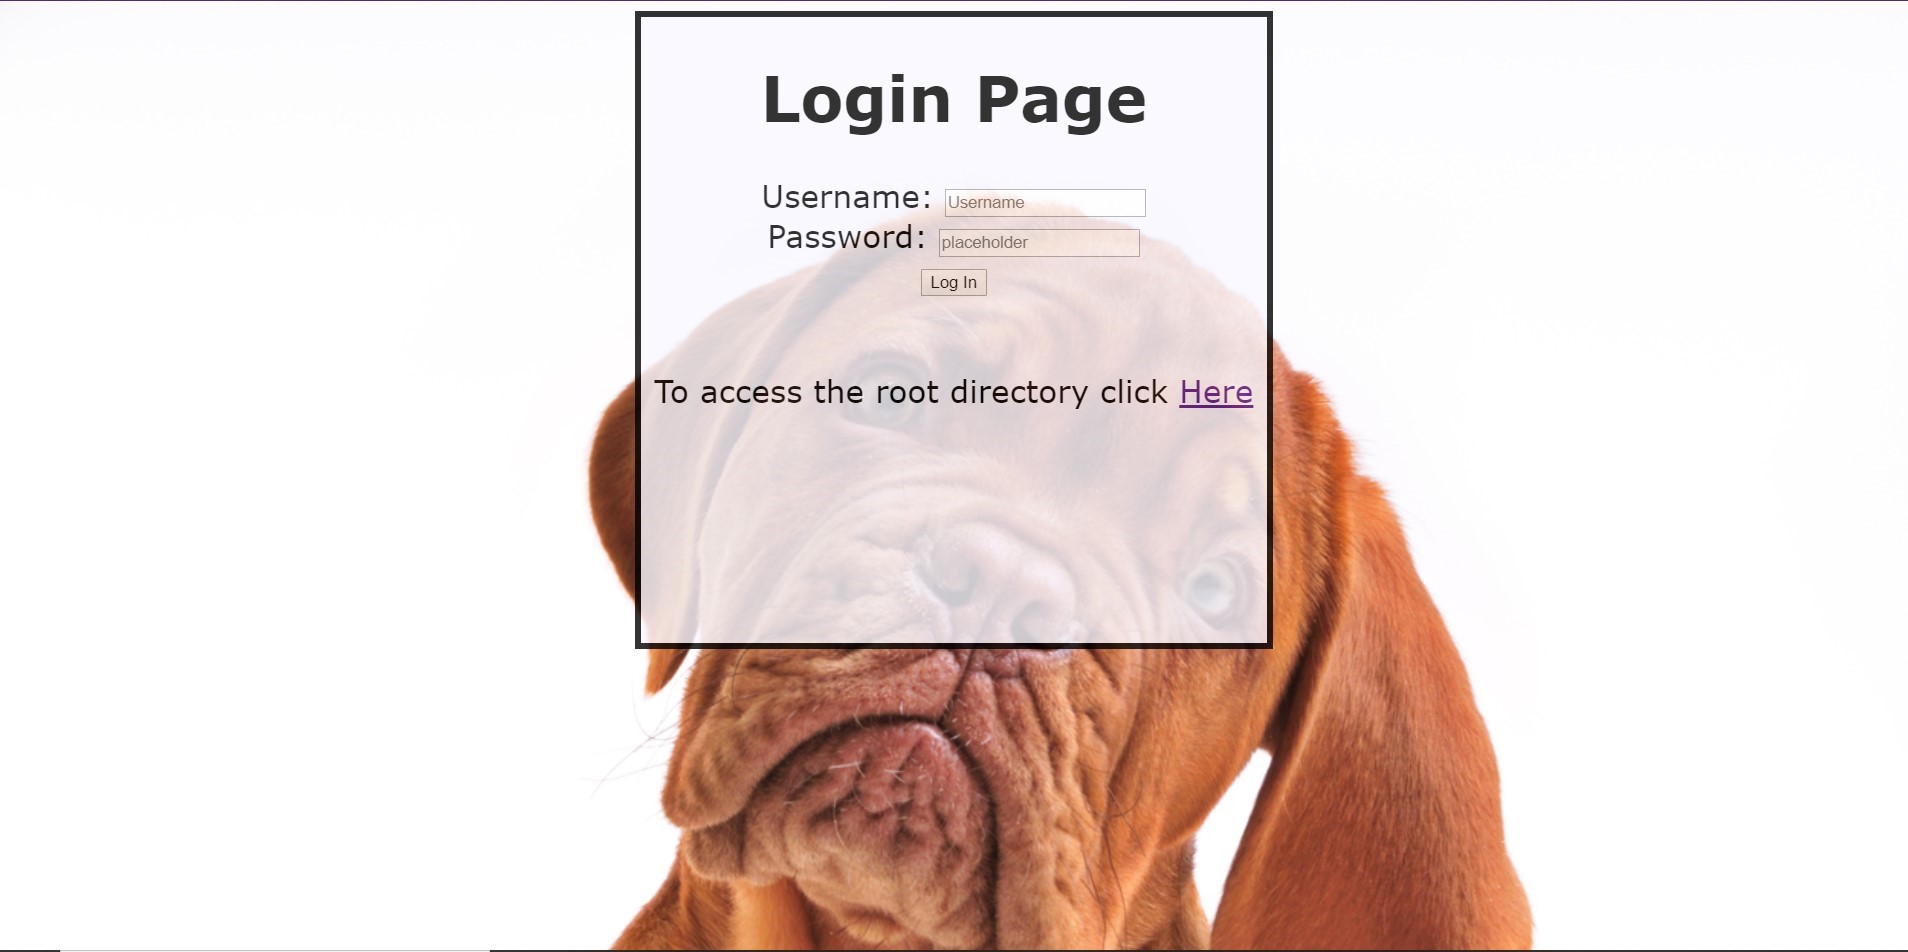 Login Page
Username: Username
Password: placeholder
Log In
To access the root directory click Here